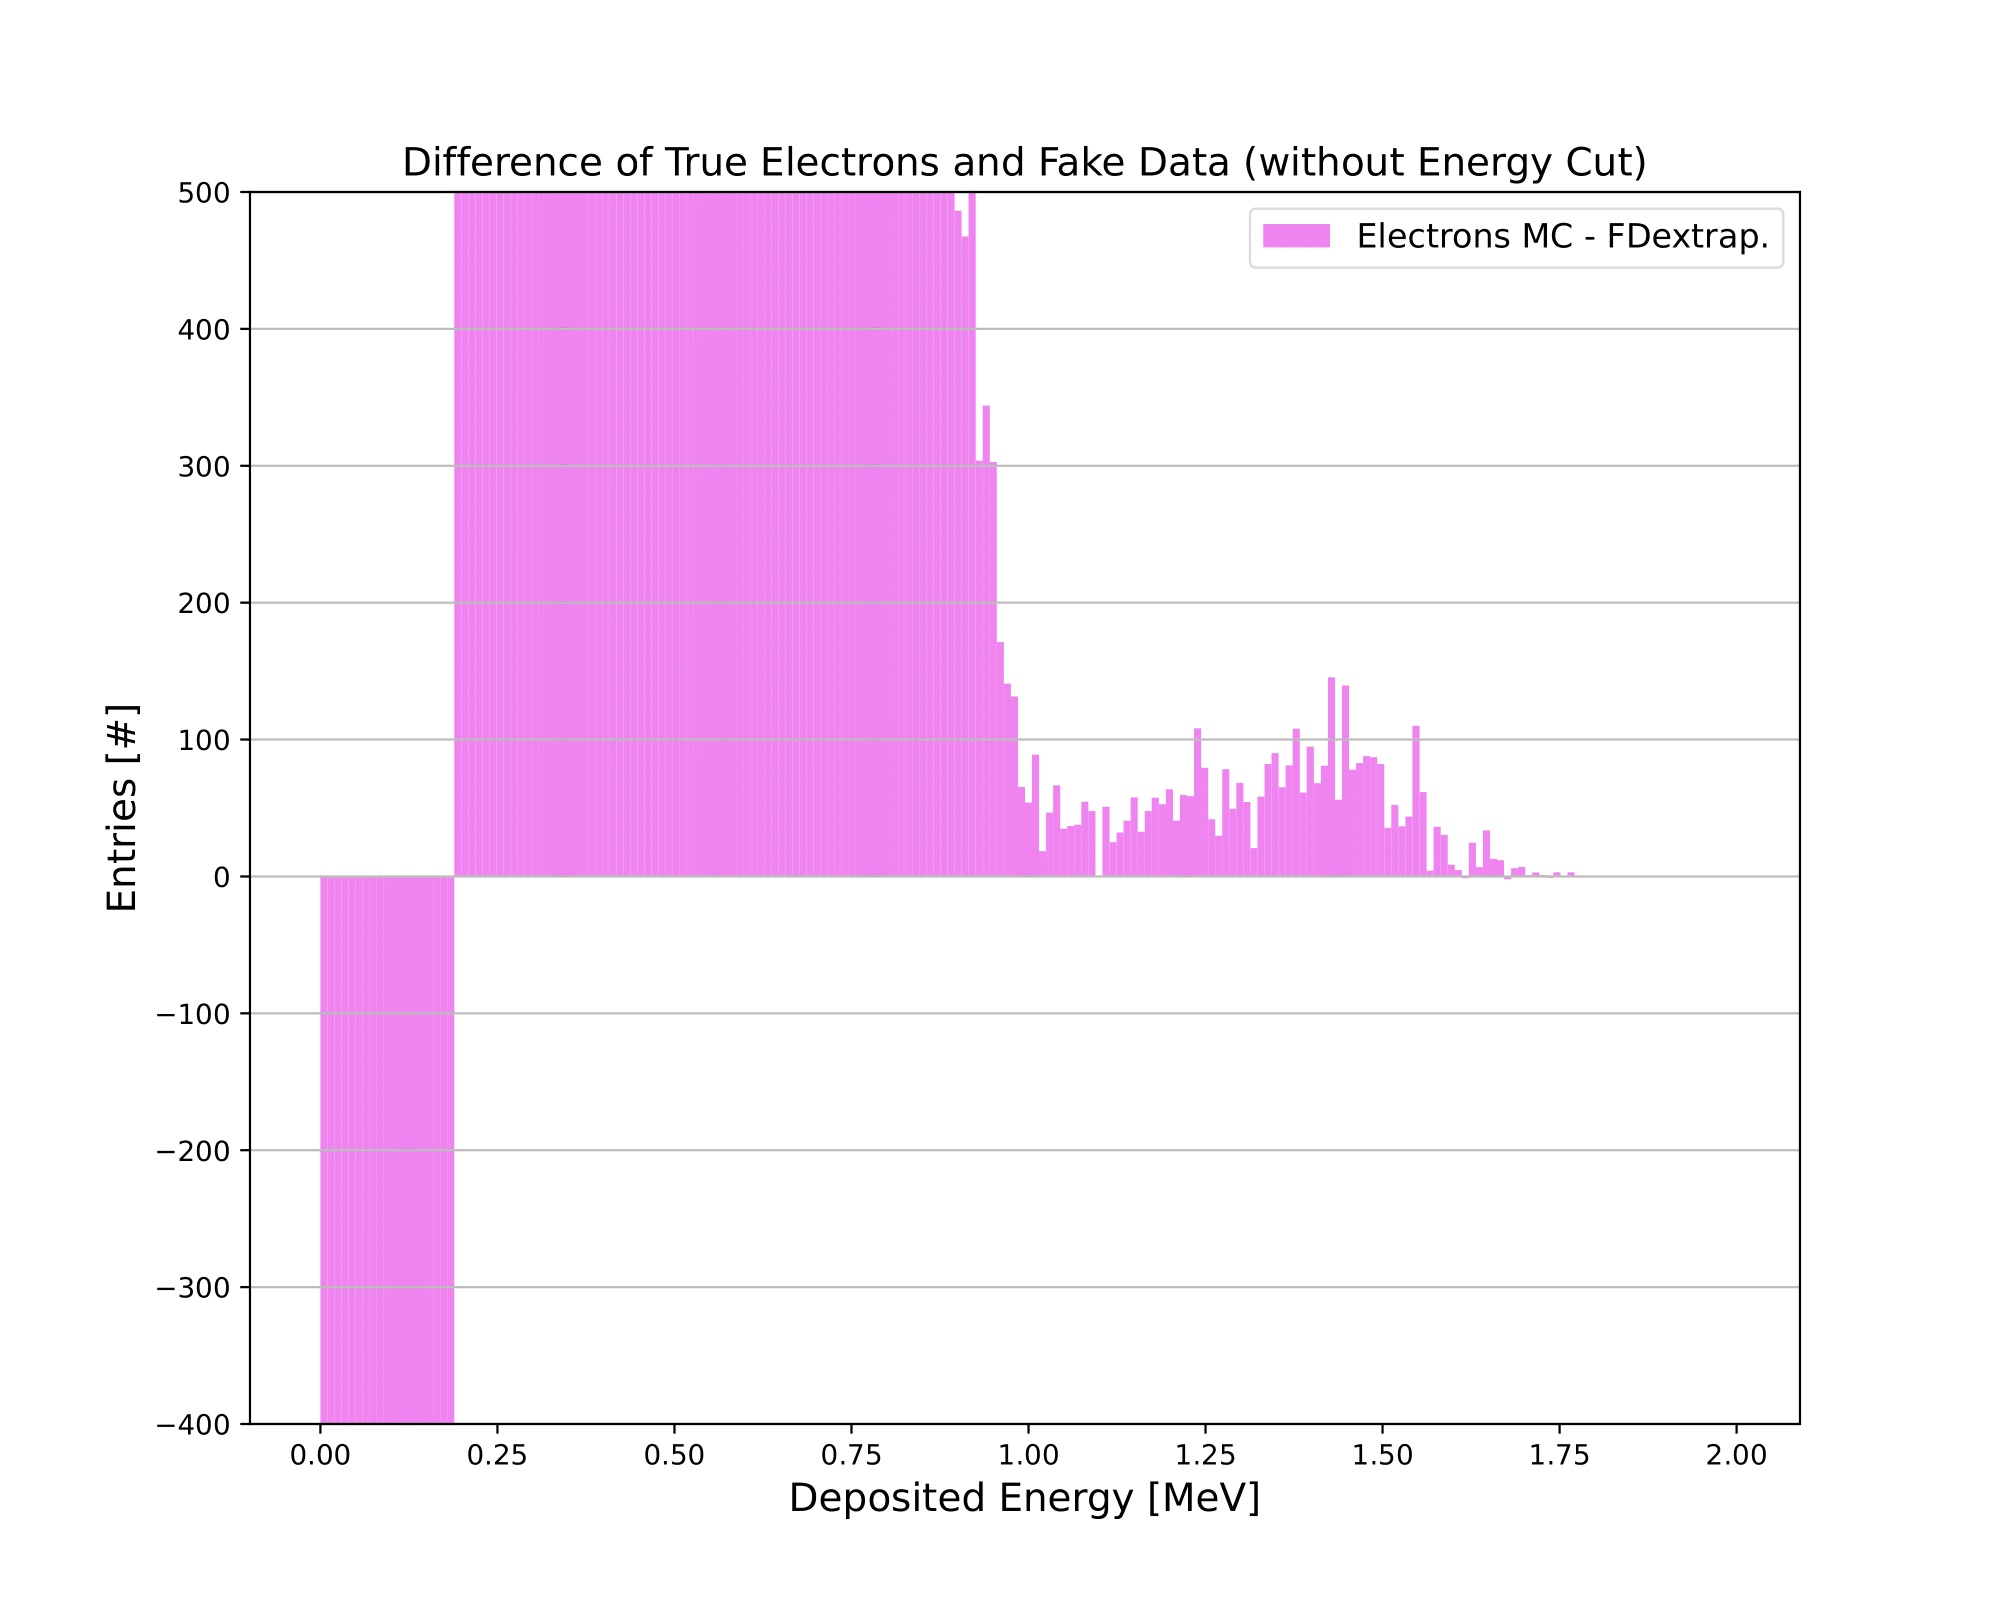 Difference of True Electrons and Fake Data (without Energy Cut)
Electrons MC - FDextrap.
500
400
300
200
100
0
−100
−200
−300
−400
Entries [#]
0.00 0.25 0.50 0.75 1.00 1.25 1.50 1.75 2.00
Deposited Energy [MeV]